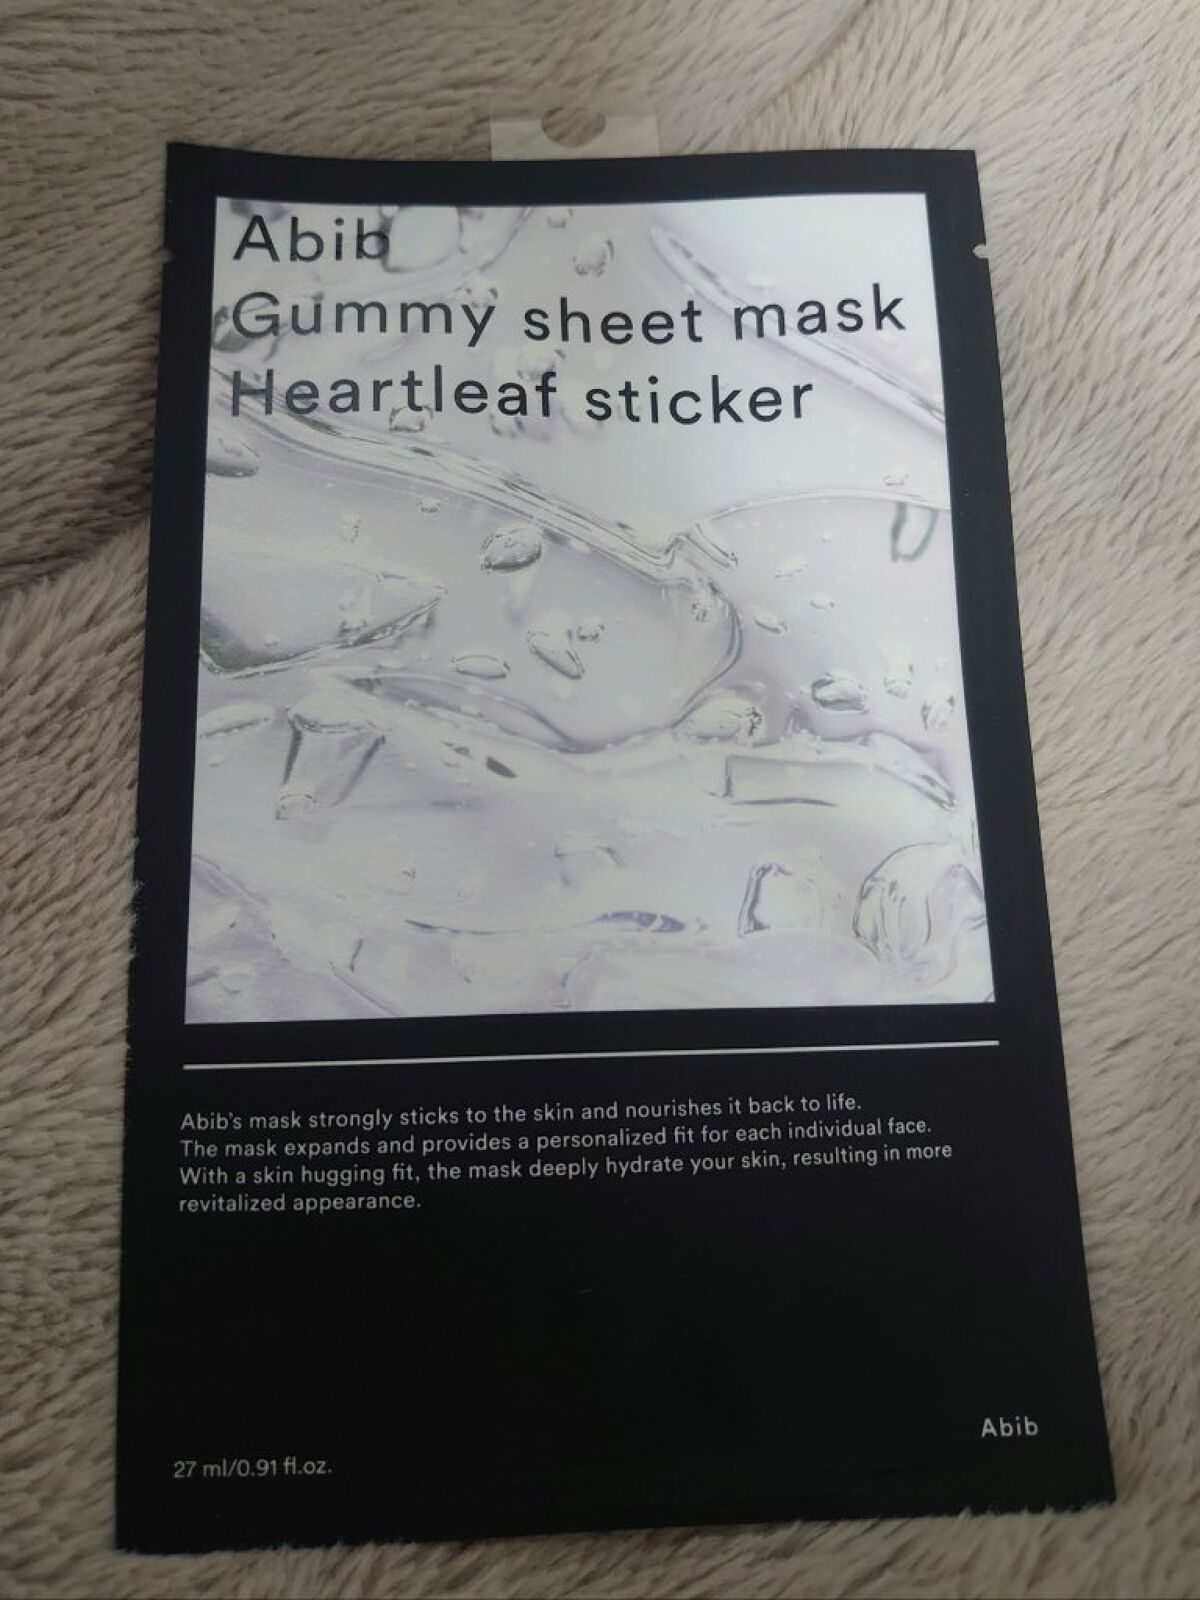 Abib
Gummy sheet mask
Heartleaf sticker
Abib's mask strongly sticks to the skin and nourishes it back to life.
The mask expands and provides a personalized fit for each individual face.
With a skin hugging fit, the mask deeply hydrate your skin, resulting in more
revitalized appearance.
Abib
27 ml/0.91 fl.oz.